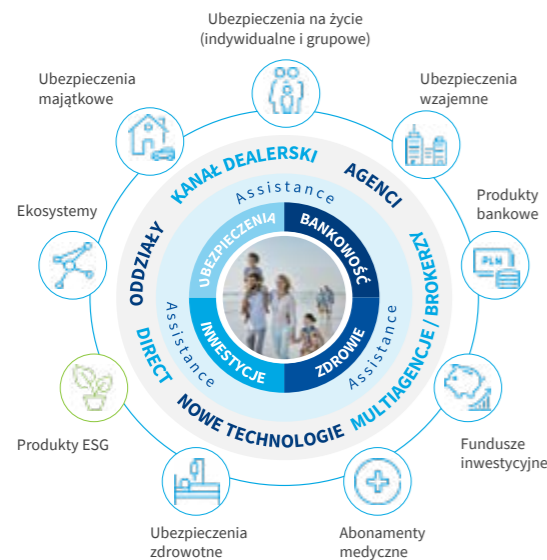 Ubezpieczenia na życie
(indywidualne i grupowe)
Ubezpieczenia
majątkowe
Ubezpieczenia
wzajemne
Ekosystemy
Produkty
bankowe
PLN
Produkty ESG
Fundusze
inwestycyjne
Ubezpieczenia
zdrowotne
Abonamenty
medyczne
KANAŁ DEALERSKI
AGENCI
MULTIAGENCJE / BROKERZY
NOWE TECHNOLOGIE
DIRECT
ODDZIAŁY
Assistance
Assistance
Assistance
UBEZPIECZENIA
BANKOWOŚĆ
INWESTYCJE
ZDROWIE